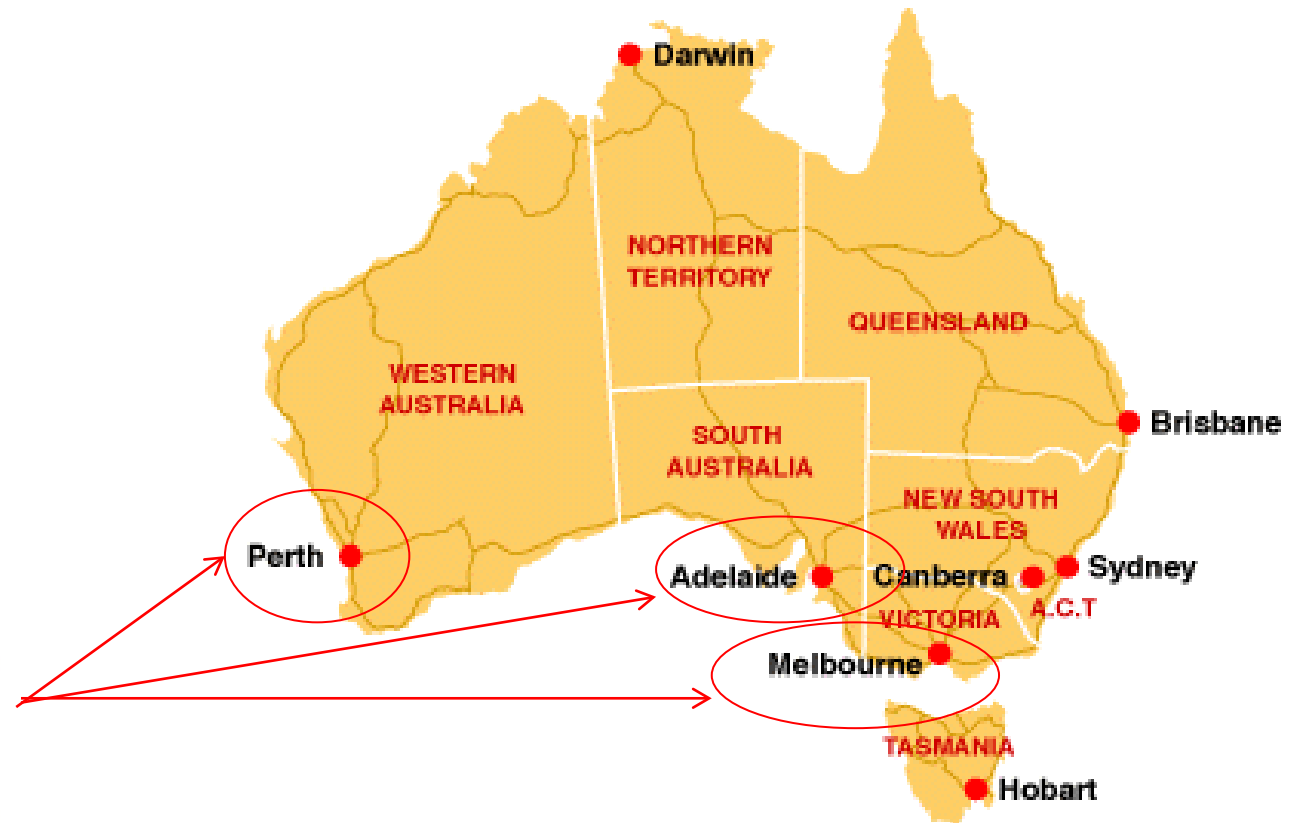 Darwin
NORTHERN
TERRITORY
QUEENSLAND
WESTERN
AUSTRALIA
Brisbane
SOUTH
AUSTRALIA
NEW SOUTH
WALES
Perth
Adelaide
Canberra
Sydney
A.C.T
VICTORIA
Melbourne
TASMANIA
Hobart